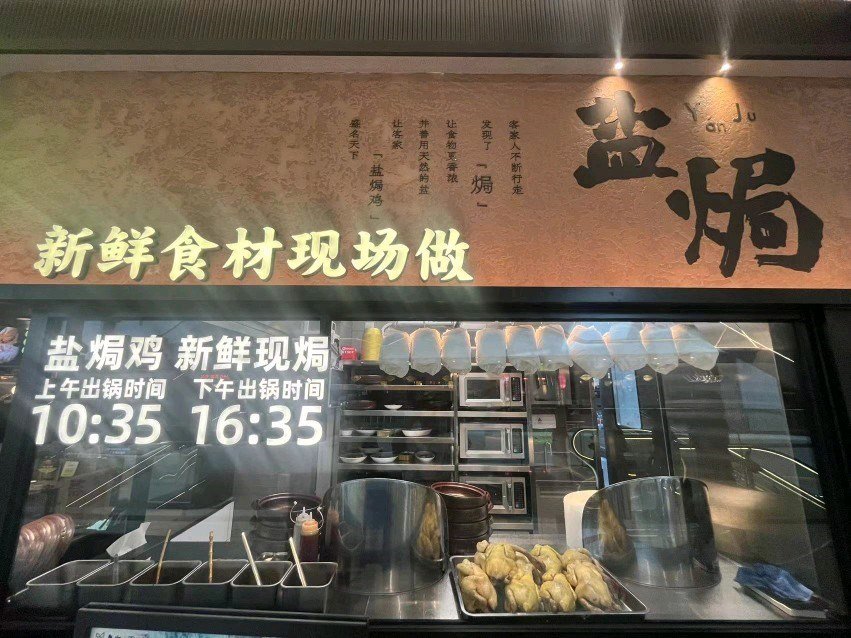 盐焗
Yan Ju
客家人不断行走
发现了「焗」
让食物更香浓
并善用天然的盐
让客家
「盐焗鸡」
盛名天下
新鲜食材现场做
盐焗鸡 新鲜现焗
上午出锅时间 下午出锅时间
10:35 16:35